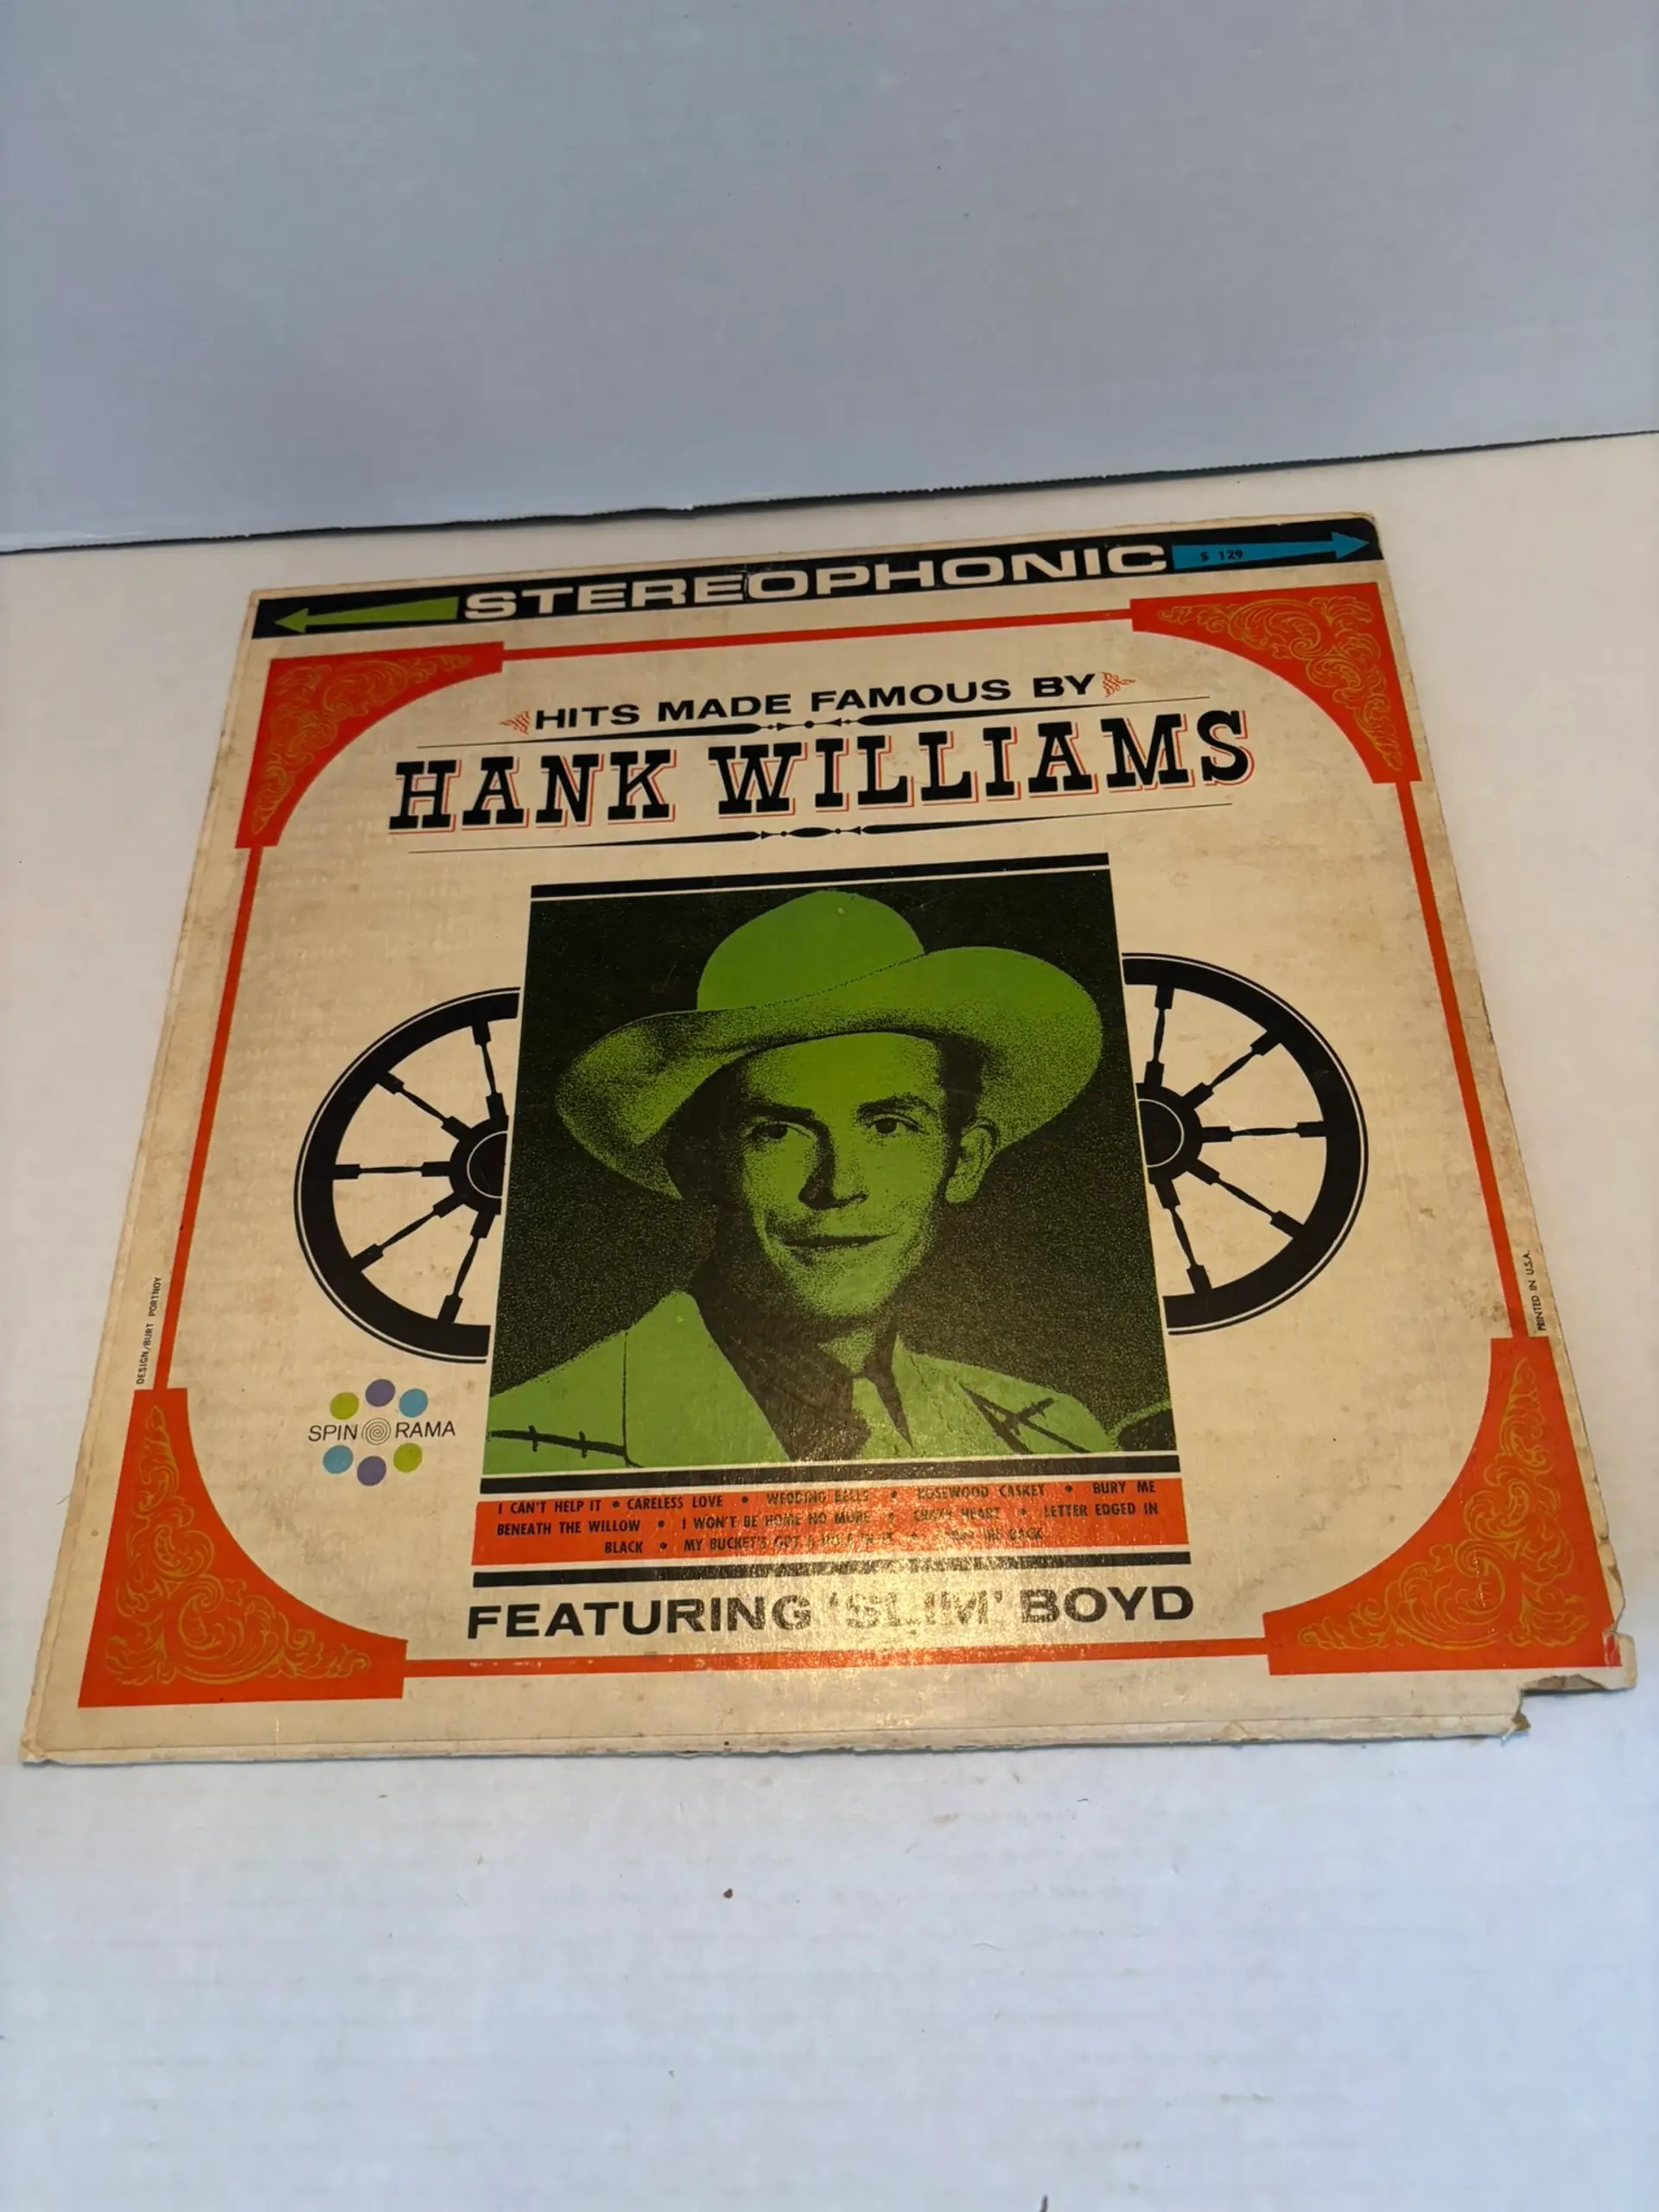 STEREOPHONIC S 129
HITS MADE FAMOUS BY
HANK WILLIAMS
DESIGN/BURT PORTNOY
PRINTED IN U.S.A.
SPIN O RAMA
I CAN'T HELP IT • CARELESS LOVE • WEDDING BELLS • ROSEWOOD CASKET • BURY ME
BENEATH THE WILLOW • I WON'T BE HOME NO MORE • CRAZY HEART • LETTER EDGED IN
BLACK • MY BUCKET'S GOT A HOLE IN IT • BACK
FEATURING 'SLIM' BOYD